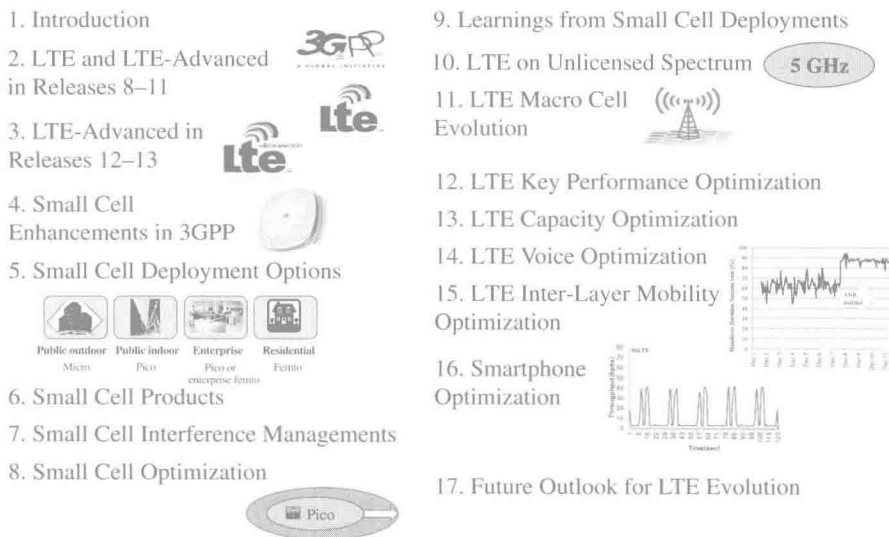 1. Introduction
2. LTE and LTE-Advanced
in Releases 8–11
3GPP
A GLOBAL INITIATIVE
lte
3. LTE-Advanced in
Releases 12–13
lte
4. Small Cell
Enhancements in 3GPP
5. Small Cell Deployment Options
Public outdoor Public indoor Enterprise Residential
Micro Pico Pico or Femto
enterprise femto
6. Small Cell Products
7. Small Cell Interference Managements
8. Small Cell Optimization
Pico
9. Learnings from Small Cell Deployments
10. LTE on Unlicensed Spectrum 5 GHz
11. LTE Macro Cell
Evolution
12. LTE Key Performance Optimization
13. LTE Capacity Optimization
14. LTE Voice Optimization
15. LTE Inter-Layer Mobility
Optimization
16. Smartphone
Optimization
VoLTE
Time(sec)
17. Future Outlook for LTE Evolution